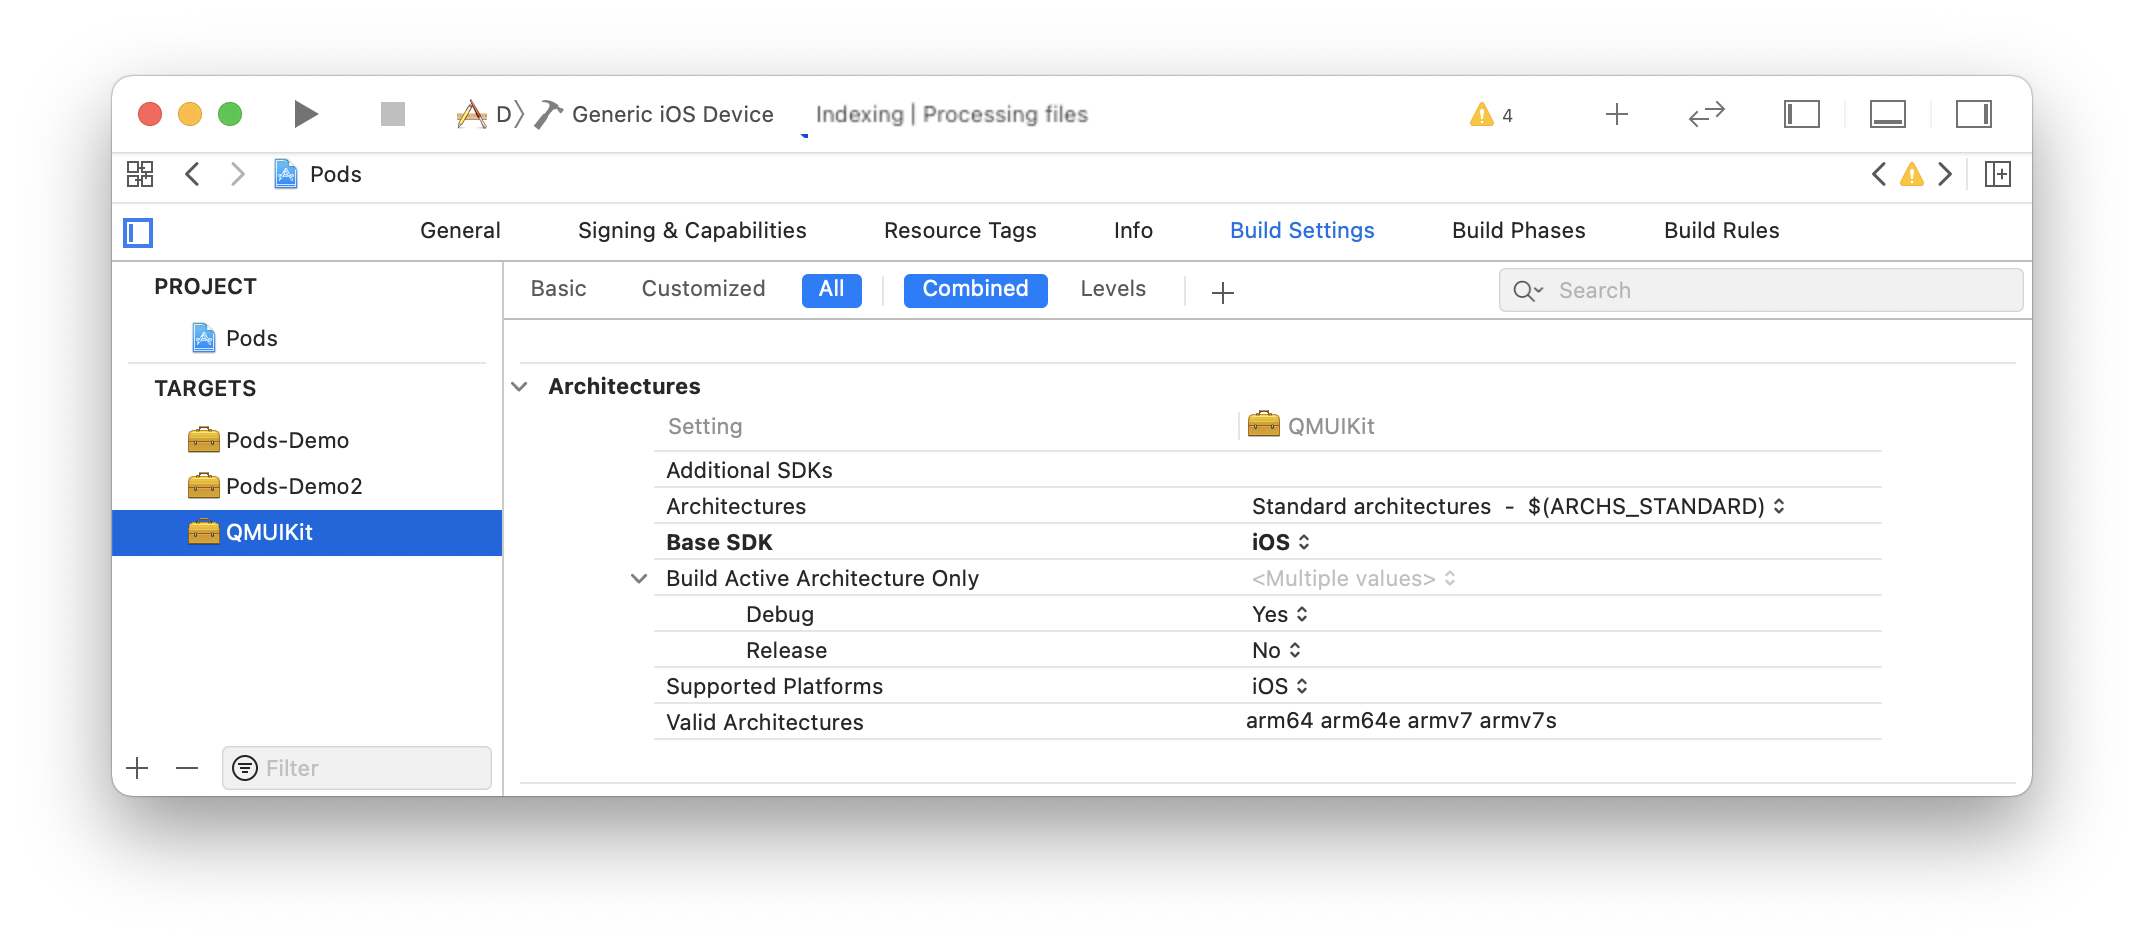 D Generic iOS Device Indexing | Processing files 4
Pods
General Signing & Capabilities Resource Tags Info Build Settings Build Phases Build Rules
PROJECT
Pods
TARGETS
Pods-Demo
Pods-Demo2
QMUIKit
Filter
Basic Customized All Combined Levels Search
Architectures
Setting QMUIKit
Additional SDKs
Architectures Standard architectures - $(ARCHS_STANDARD)
Base SDK iOS
Build Active Architecture Only <Multiple values>
Debug Yes
Release No
Supported Platforms iOS
Valid Architectures arm64 arm64e armv7 armv7s